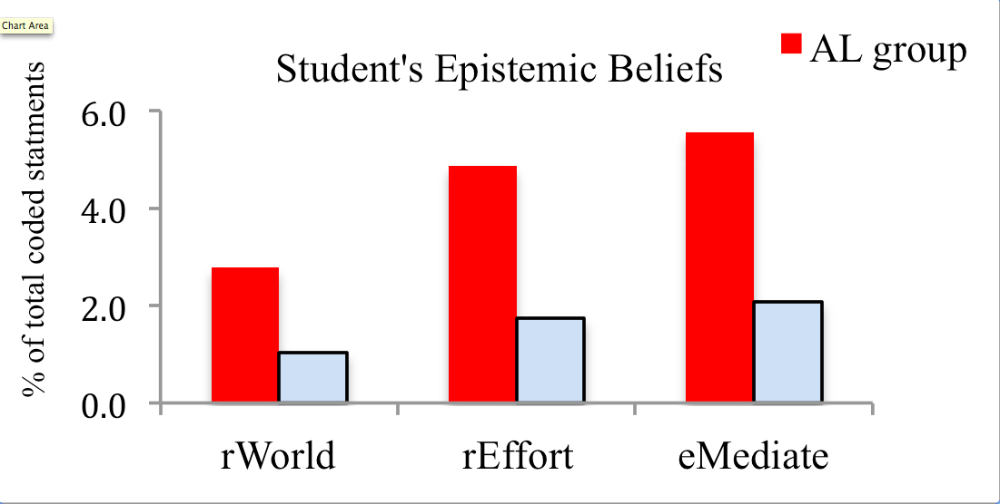 Chart Area
AL group
Student's Epistemic Beliefs
% of total coded statments
6.0
4.0
2.0
0.0
rWorld
rEffort
eMediate